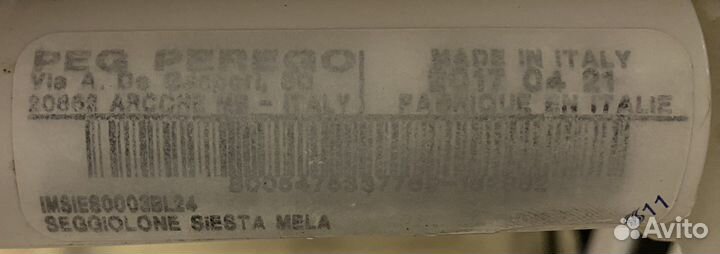 PEG PEREGO
Via A. De Gasperi, 50
20862 ARCORE MB - ITALY
MADE IN ITALY
2017 04 21
FABRIQUE EN ITALIE
IMSIES0003BL24
SEGGIOLONE SIESTA MELA
Avito